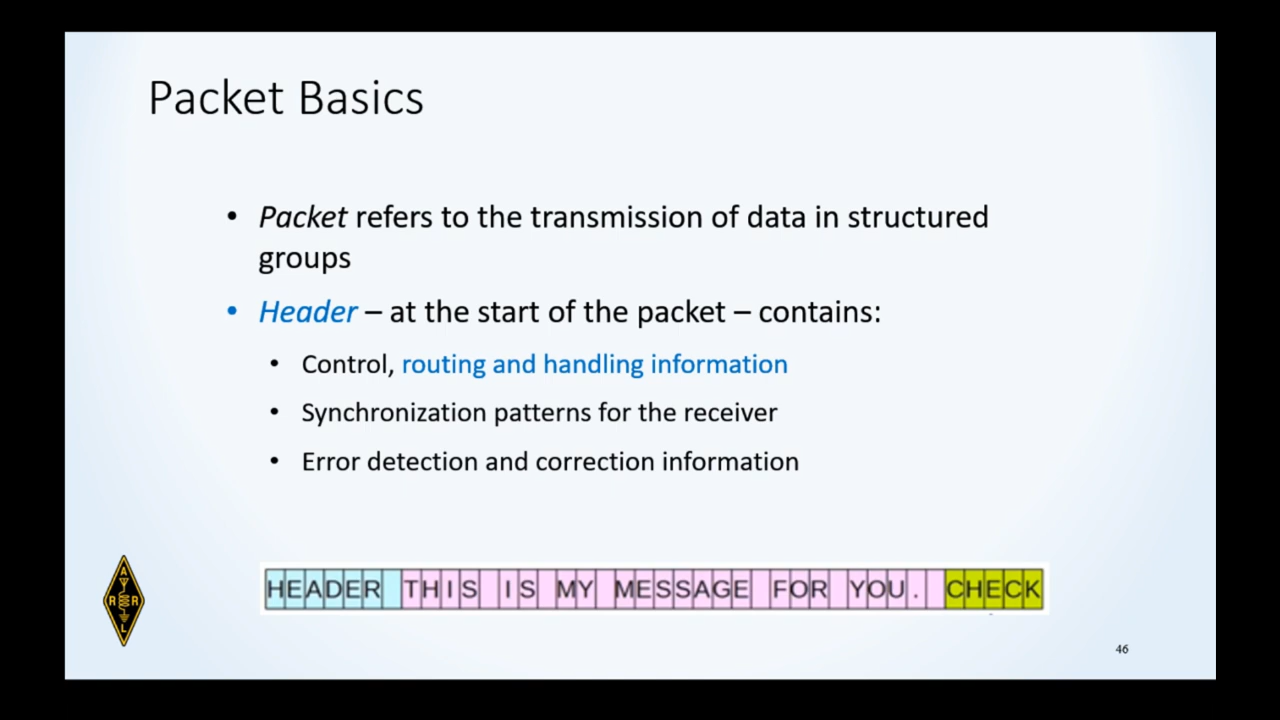 Packet Basics
• Packet refers to the transmission of data in structured
groups
• Header – at the start of the packet – contains:
• Control, routing and handling information
• Synchronization patterns for the receiver
• Error detection and correction information
A
R R
L
HEADER THIS IS MY MESSAGE FOR YOU. CHECK
46